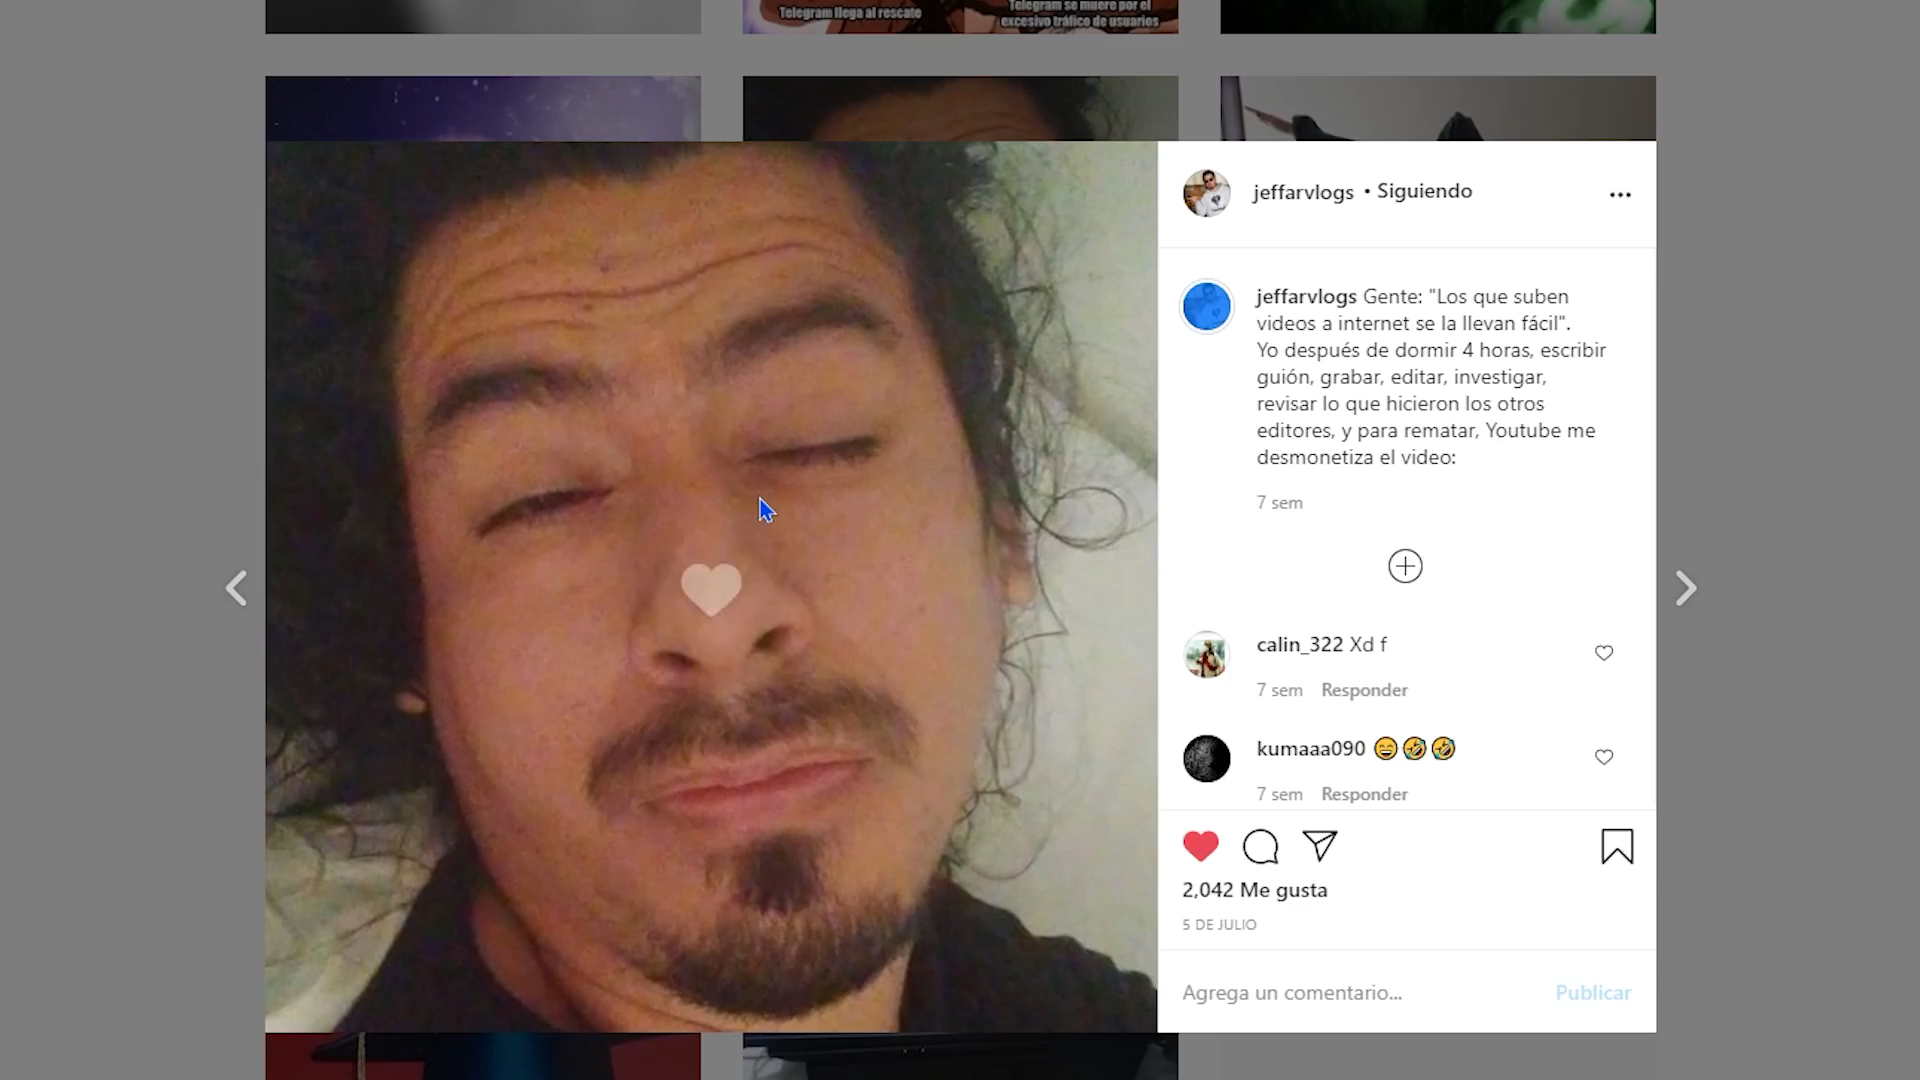 Telegram llega al rescate
Telegram se muere por el
excesivo tráfico de usuarios
jeffarvlogs • Siguiendo
jeffarvlogs Gente: "Los que suben
videos a internet se la llevan fácil".
Yo después de dormir 4 horas, escribir
guión, grabar, editar, investigar,
revisar lo que hicieron los otros
editores, y para rematar, Youtube me
desmonetiza el video:
7 sem
calin_322 Xd f
7 sem Responder
kumaaa090 😄🤣🤣
7 sem Responder
2,042 Me gusta
5 DE JULIO
Agrega un comentario... Publicar